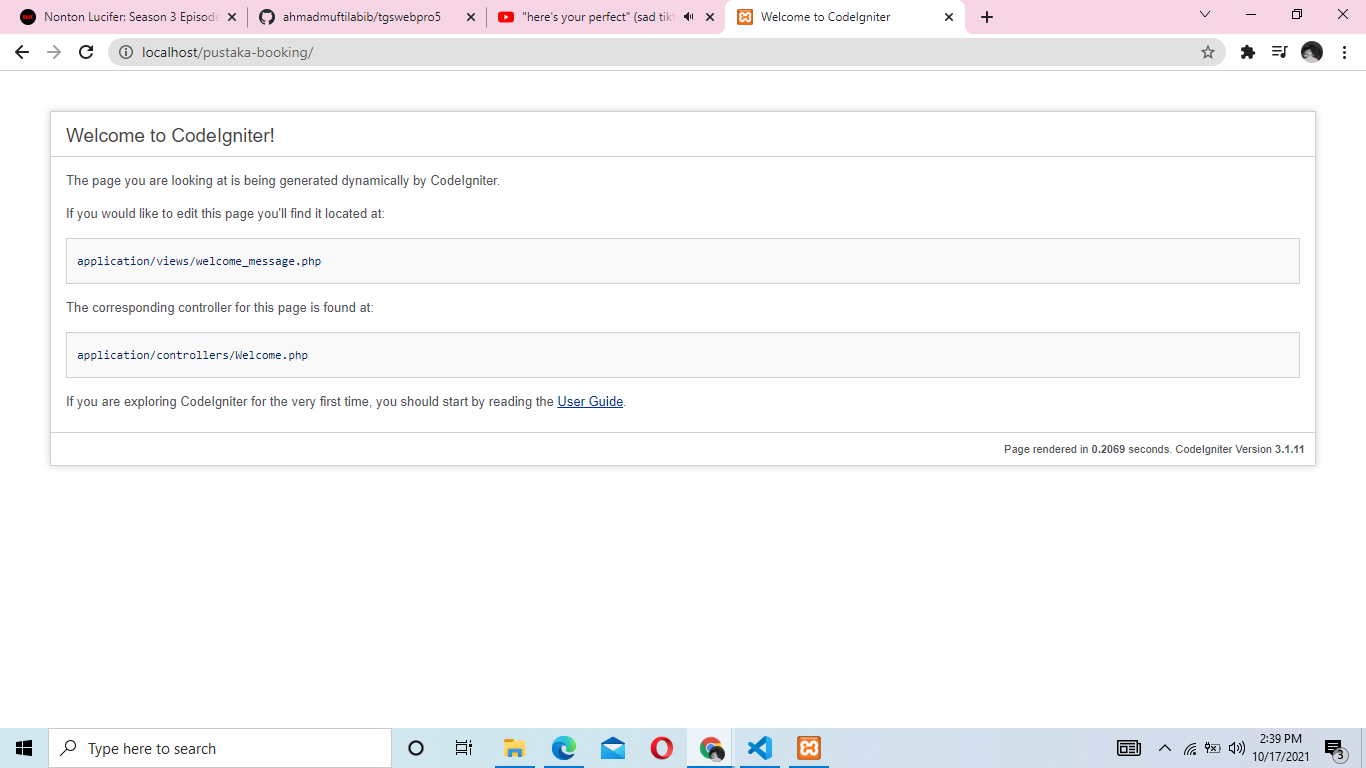 Nonton Lucifer: Season 3 Episode
ahmadmuftilabib/tgswebpro5
"here's your perfect" (sad tikt
Welcome to CodeIgniter
localhost/pustaka-booking/
Welcome to CodeIgniter!
The page you are looking at is being generated dynamically by CodeIgniter.
If you would like to edit this page you'll find it located at:
application/views/welcome_message.php
The corresponding controller for this page is found at:
application/controllers/Welcome.php
If you are exploring CodeIgniter for the very first time, you should start by reading the User Guide.
Page rendered in 0.2069 seconds. CodeIgniter Version 3.1.11
Type here to search
2:39 PM
10/17/2021
3